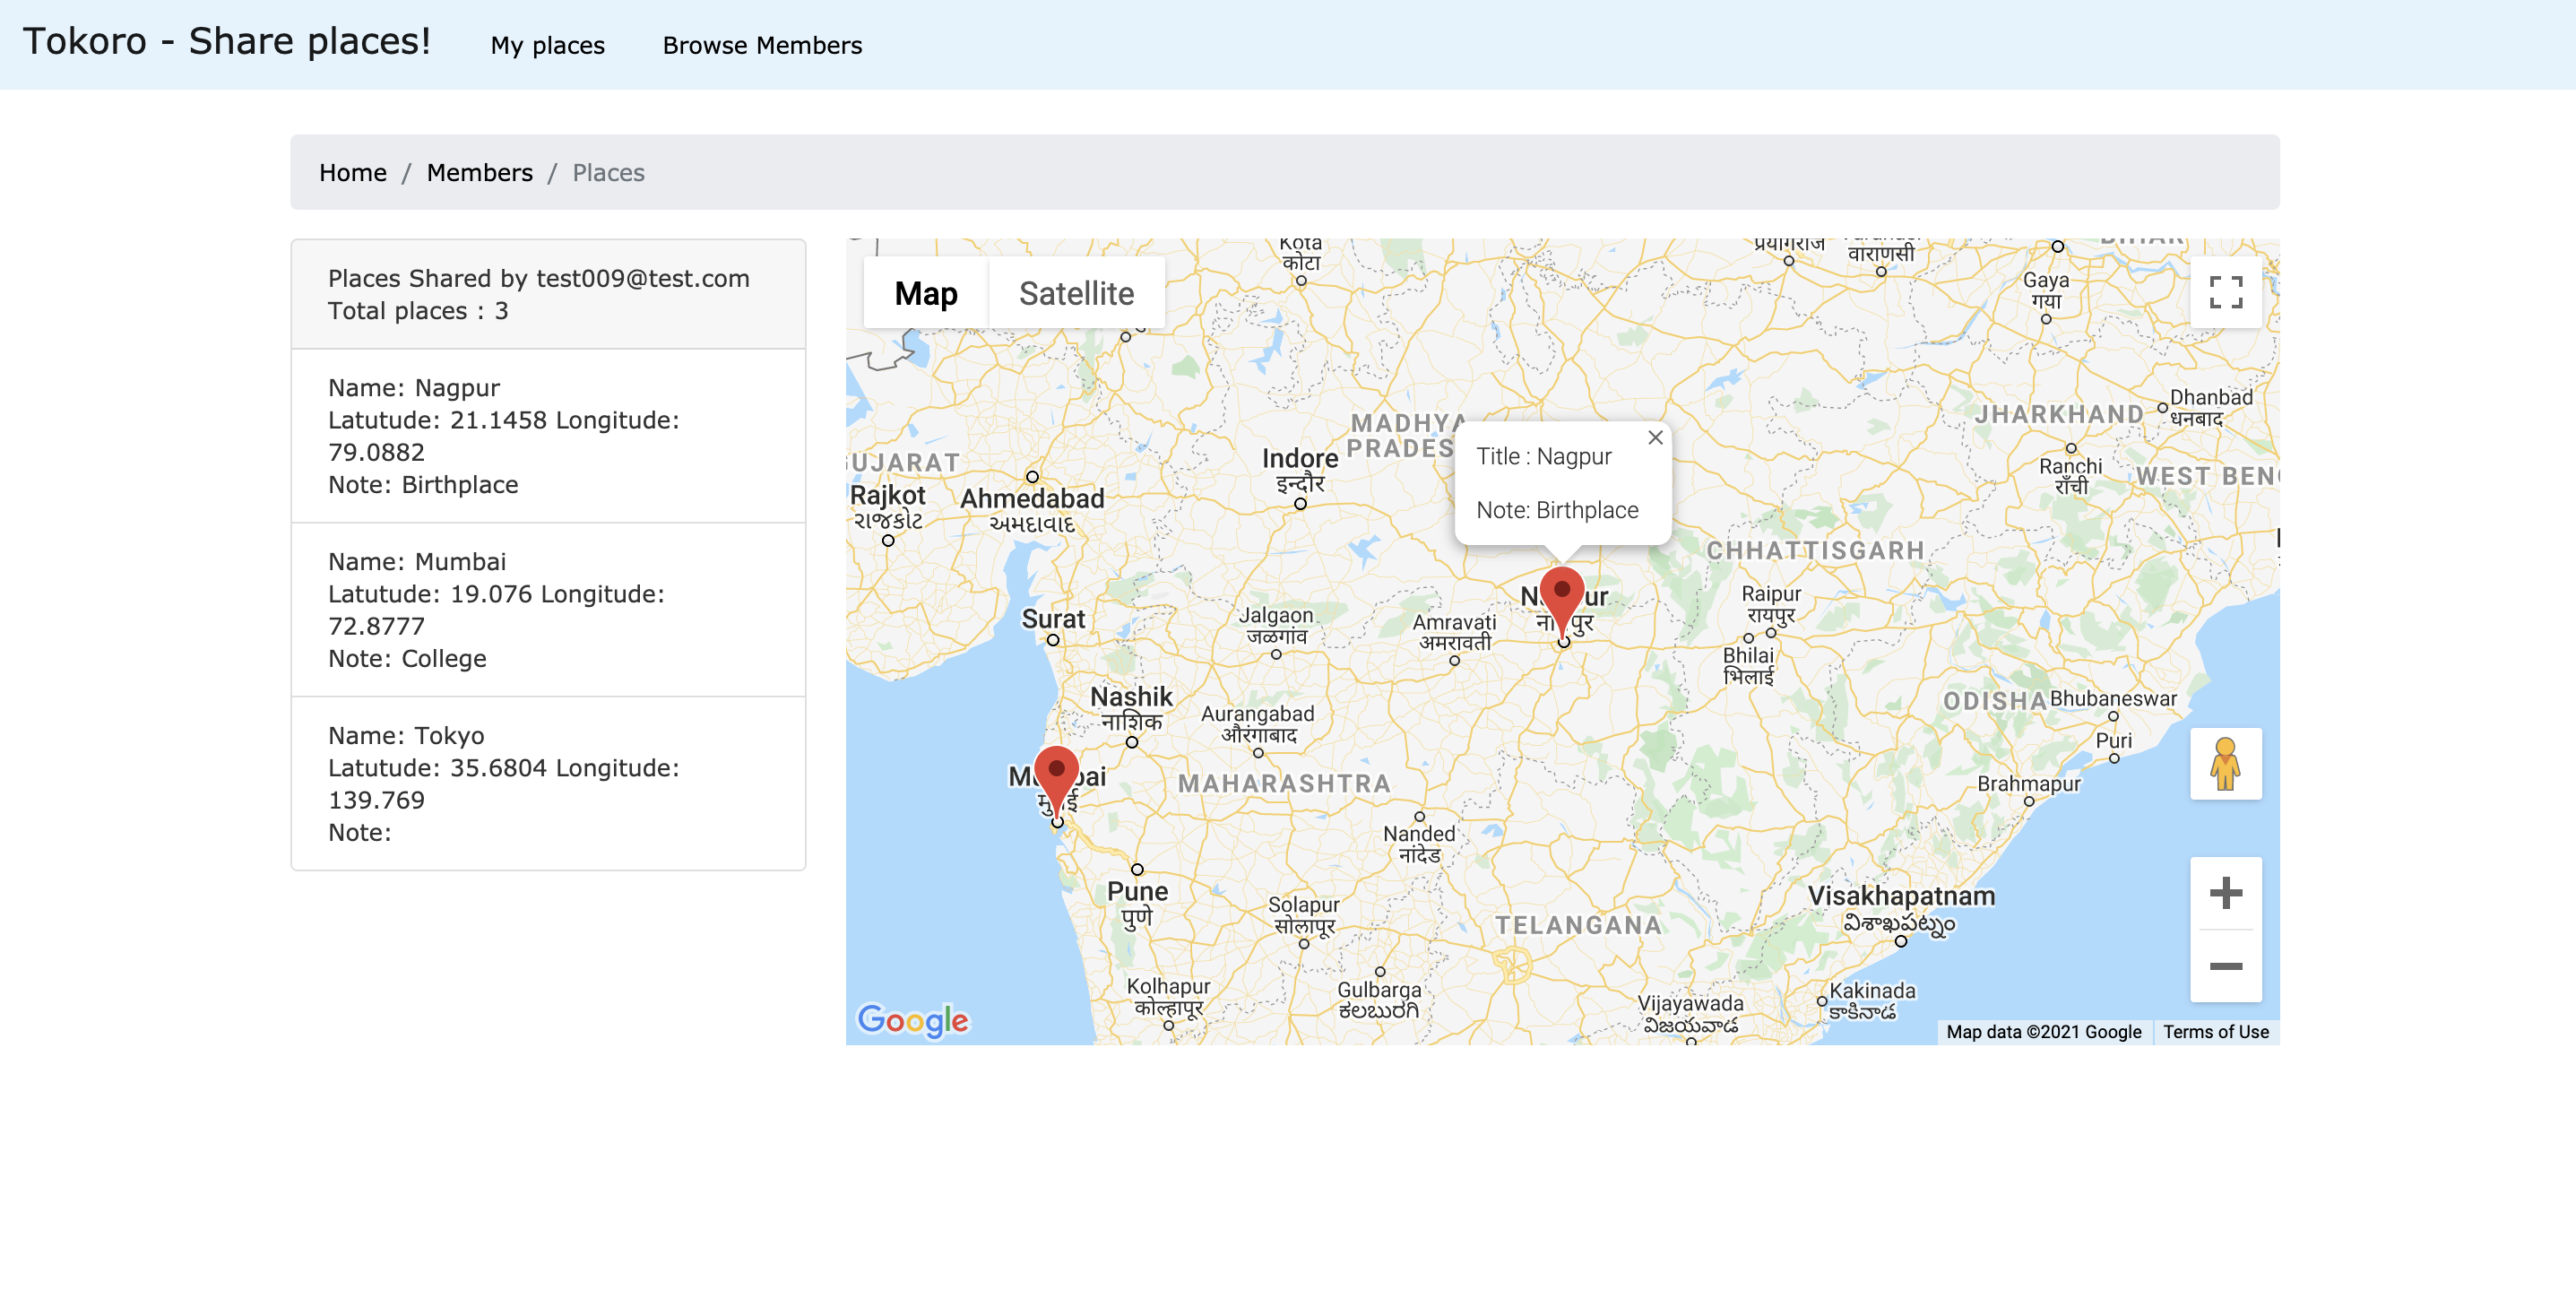 Tokoro - Share places! My places Browse Members
Home / Members / Places
Places Shared by test009@test.com
Total places : 3
Name: Nagpur
Latutude: 21.1458 Longitude:
79.0882
Note: Birthplace
Name: Mumbai
Latutude: 19.076 Longitude:
72.8777
Note: College
Name: Tokyo
Latutude: 35.6804 Longitude:
139.769
Note:
Map Satellite
Kota
कोटा
प्रयागराज
वाराणसी
BIHAR
Gaya
गया
Dhanbad
धनबाद
JHARKHAND
Ranchi
राँची
WEST BEN
MADHYA
PRADES
Indore
इन्दौर
Title : Nagpur
Note: Birthplace
UJARAT
Rajkot
રાજકોટ
Ahmedabad
અમદાવાદ
CHHATTISGARH
Surat
Jalgaon
जळगांव
Amravati
अमरावती
Raipur
रायपुर
Bhilai
भिलाई
Nashik
नाशिक
Aurangabad
औरंगाबाद
ODISHA
Bhubaneswar
Puri
Brahmapur
MAHARASHTRA
Nanded
नांदेड
Pune
पुणे
Solapur
सोलापूर
TELANGANA
Visakhapatnam
విశాఖపట్నం
Kolhapur
कोल्हापूर
Gulbarga
ಕಲಬುರಗಿ
Vijayawada
విజయవాడ
Kakinada
కాకినాడ
Google
Map data ©2021 Google Terms of Use